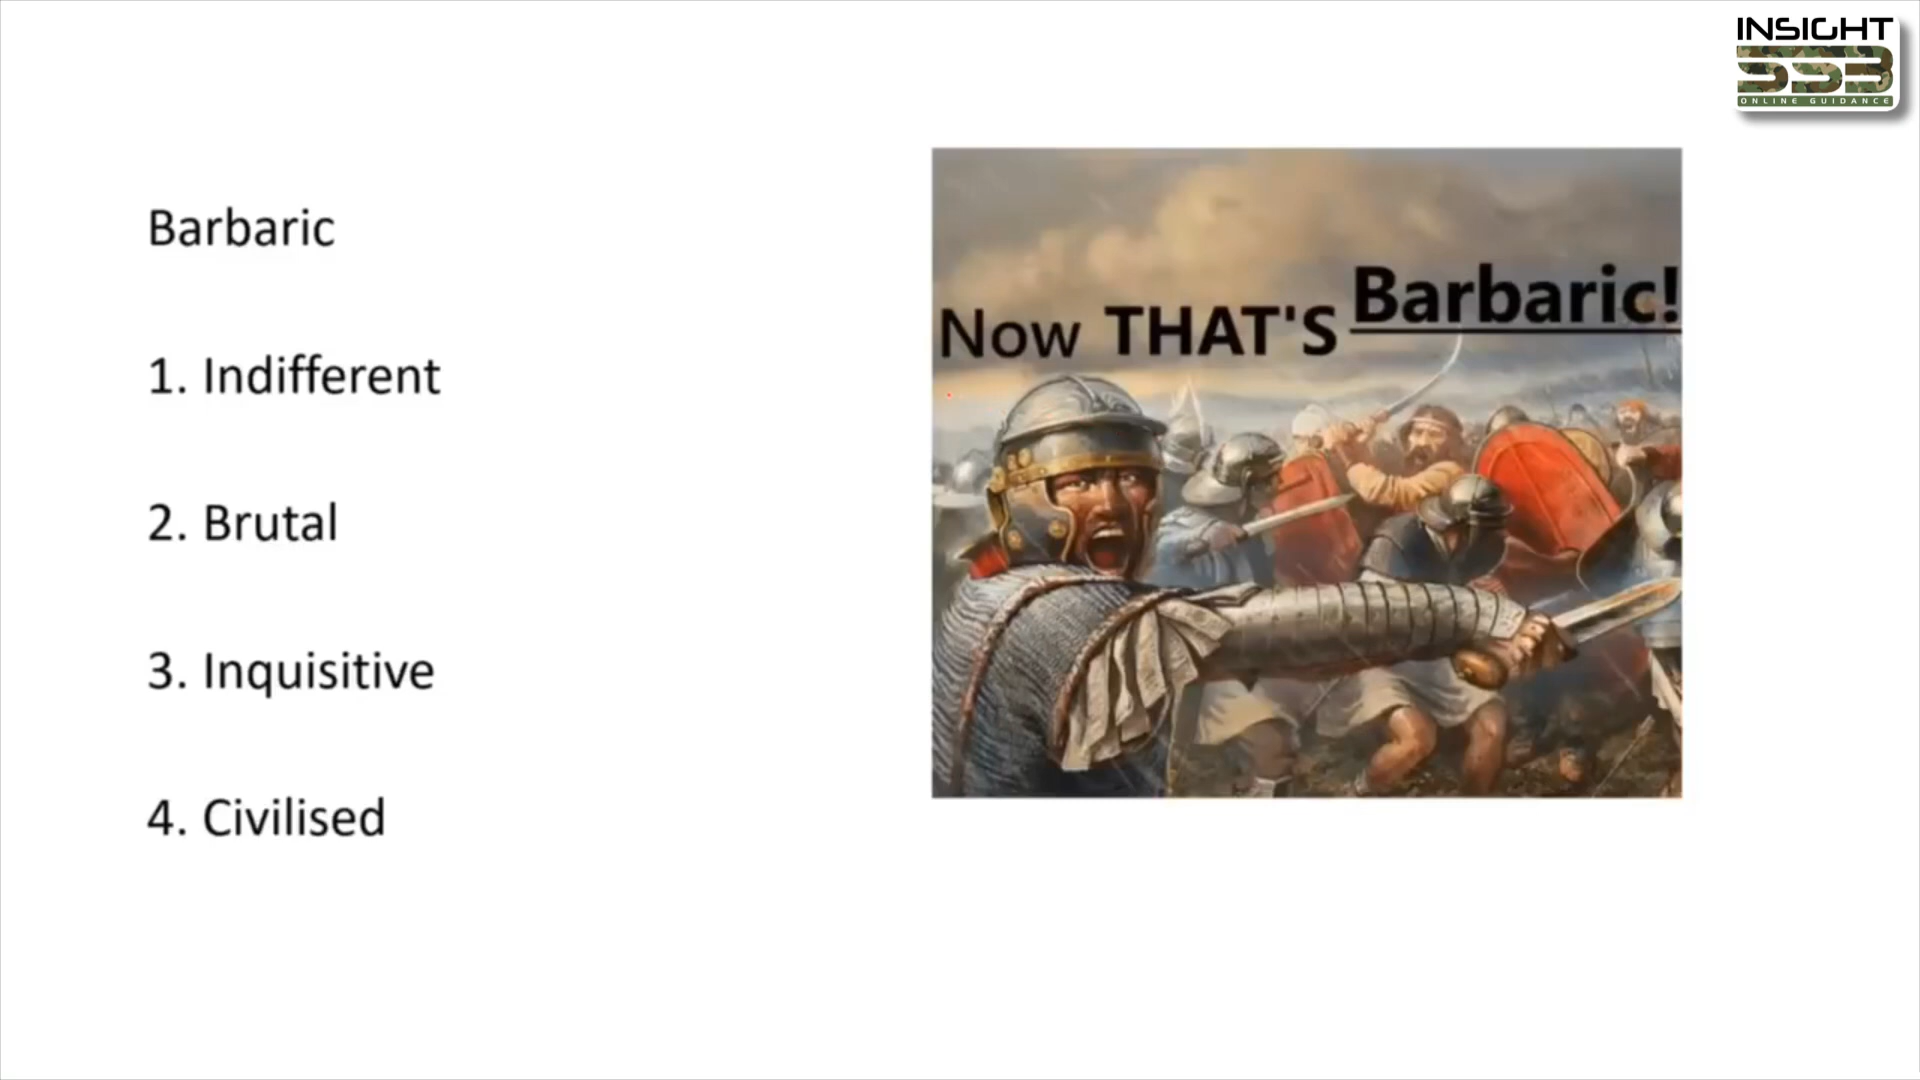 INSIGHT
SSB
ONLINE GUIDANCE
Barbaric
1. Indifferent
2. Brutal
3. Inquisitive
4. Civilised
Now THAT'S Barbaric!